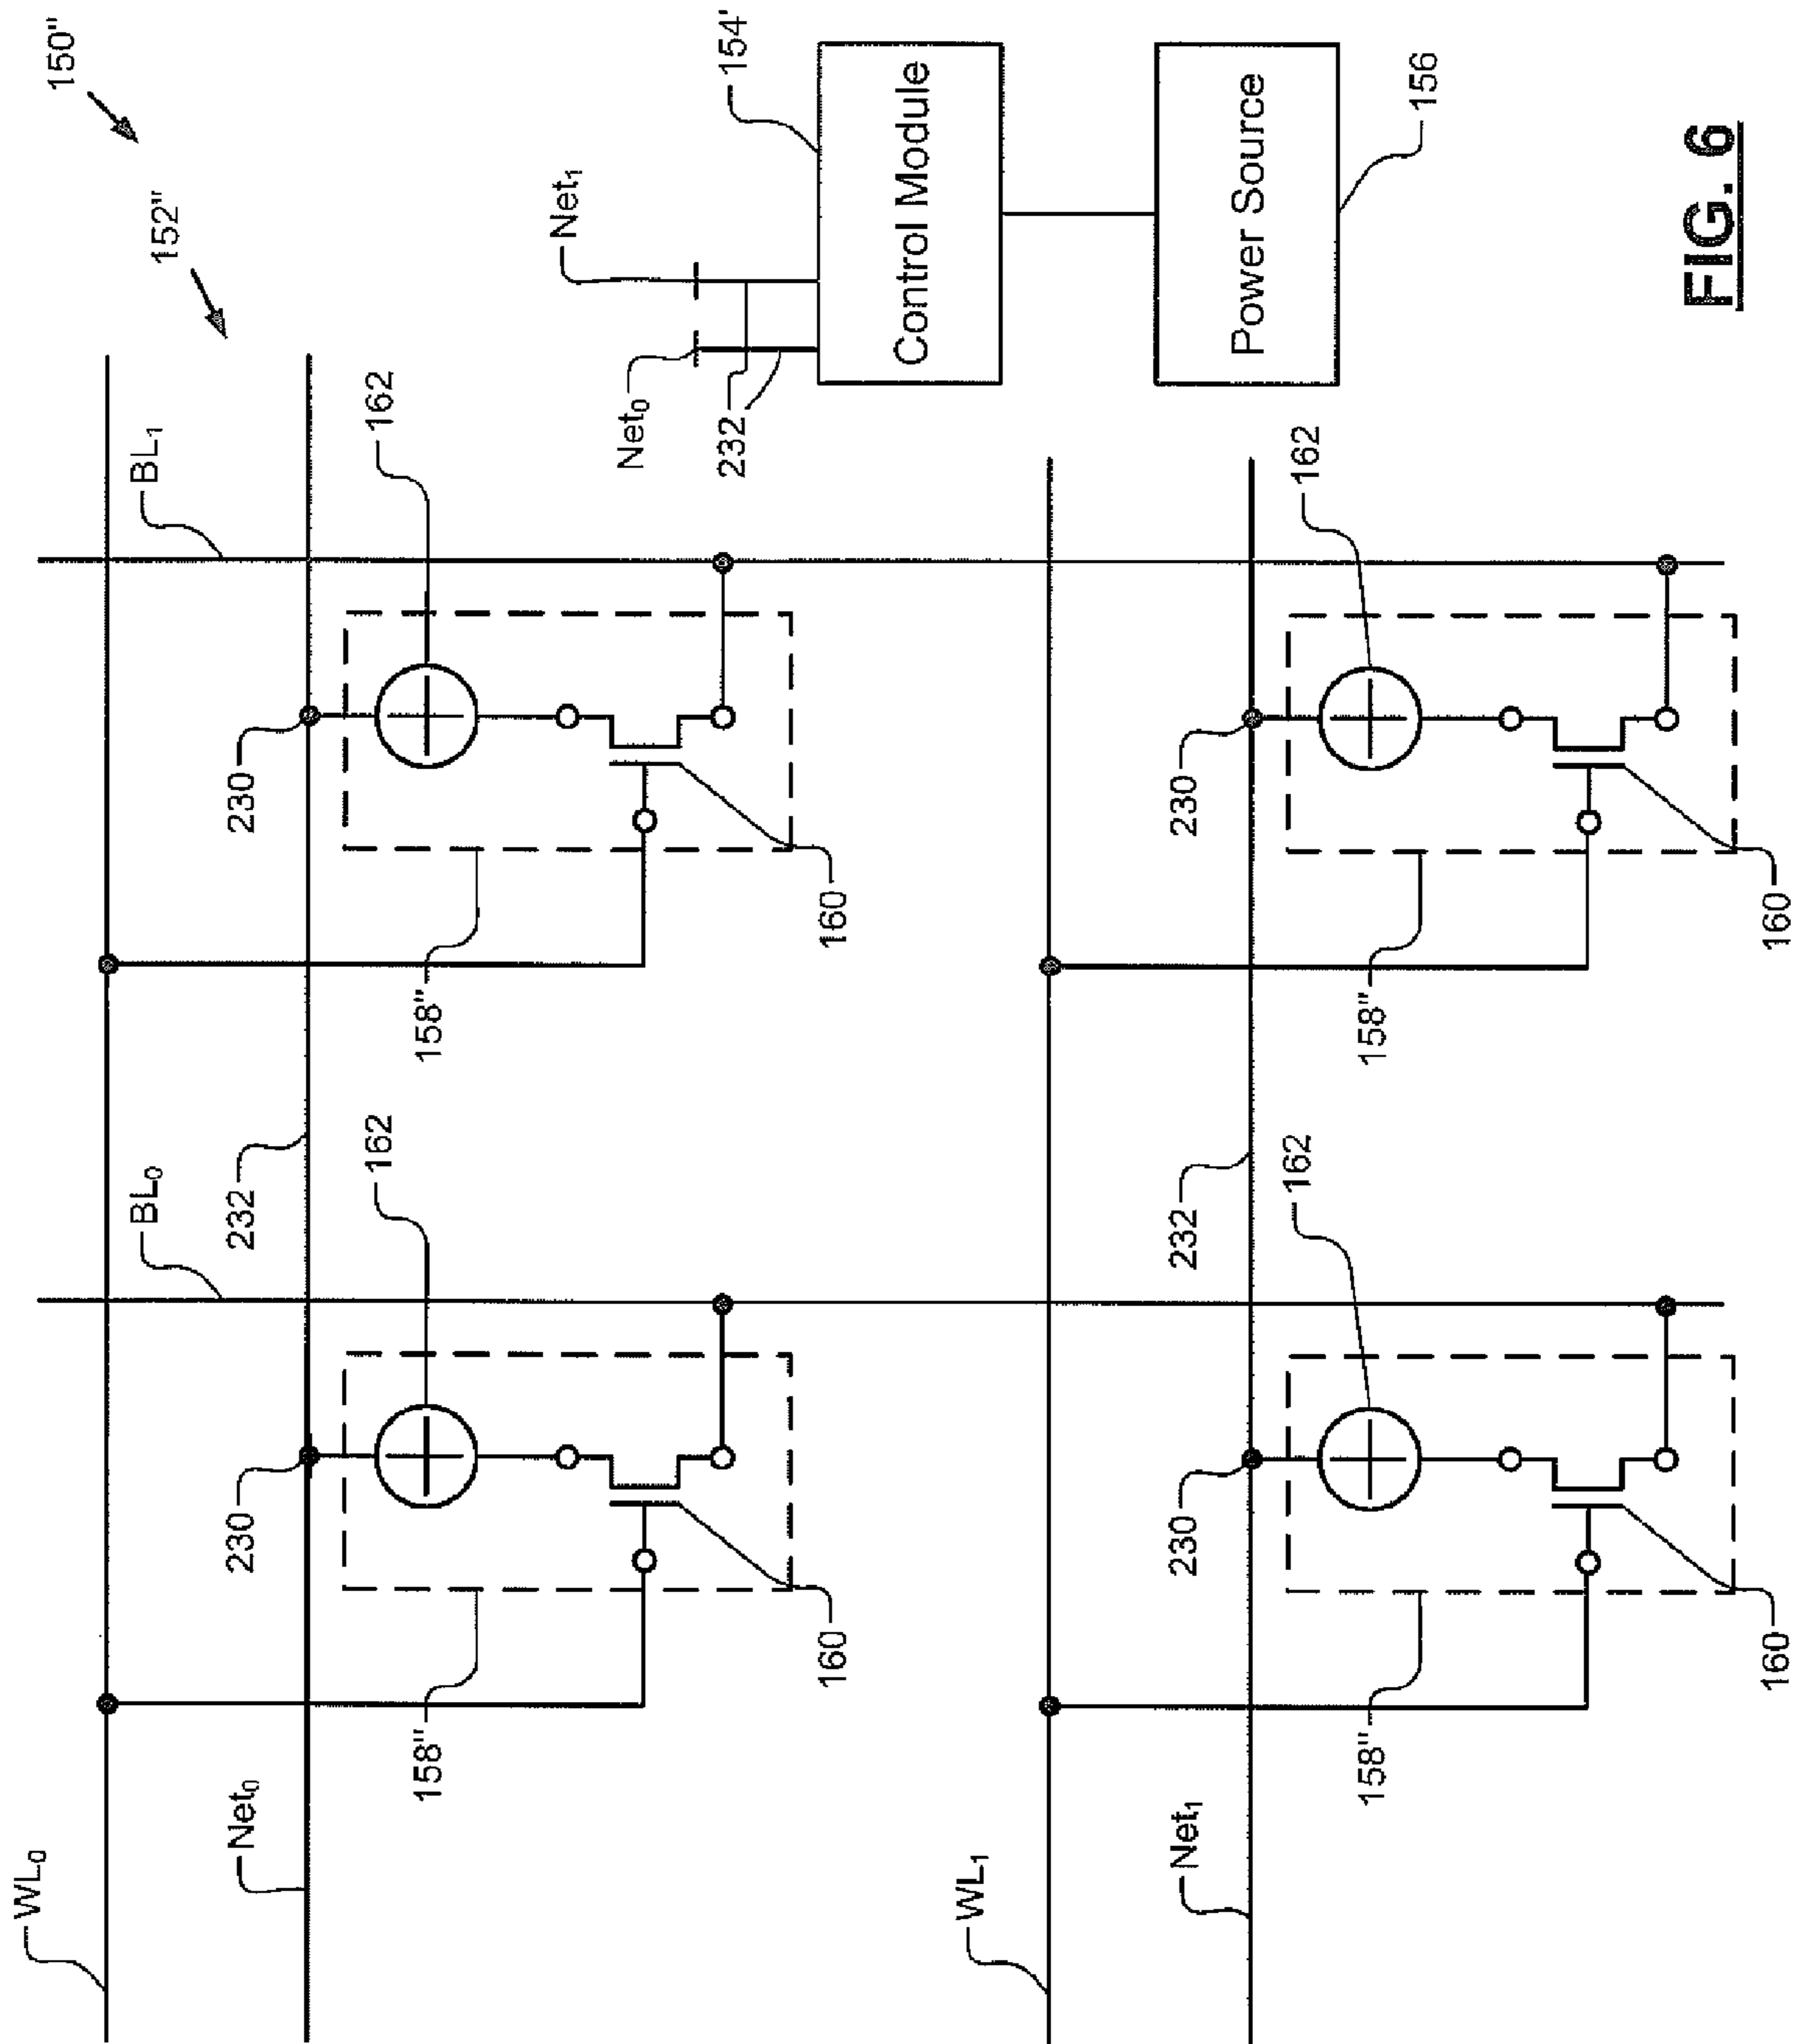 150"
WL₀
BL₀
BL₁
152"
Net₀
230
232
230
162
162
158"
158"
Net₁
Net₀
232
160
160
154'
Control Module
WL₁
Net₁
230
232
230
Power Source
162
162
158"
158"
156
160
160
FIG. 6